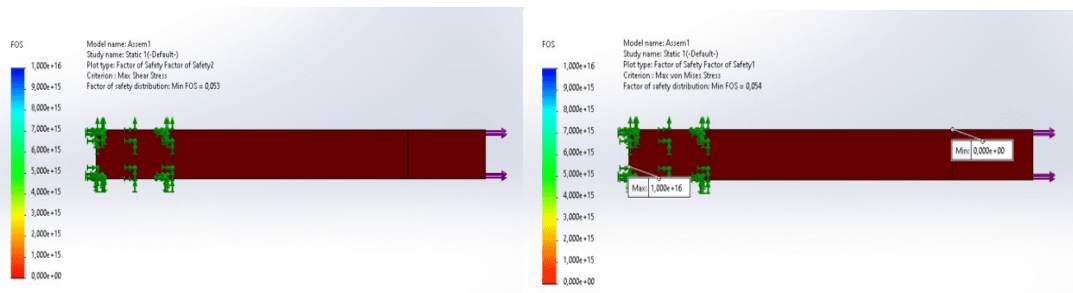 FOS
Model name: Assem1
Study name: Static 1(-Default-)
Plot type: Factor of Safety Factor of Safety2
Criterion : Max Shear Stress
Factor of safety distribution: Min FOS = 0,053
1,000e+16
9,000e+15
8,000e+15
7,000e+15
6,000e+15
5,000e+15
4,000e+15
3,000e+15
2,000e+15
1,000e+15
0,000e+00
FOS
Model name: Assem1
Study name: Static 1(-Default-)
Plot type: Factor of Safety Factor of Safety1
Criterion : Max von Mises Stress
Factor of safety distribution: Min FOS = 0,054
1,000e+16
9,000e+15
8,000e+15
7,000e+15
6,000e+15
5,000e+15
4,000e+15
3,000e+15
2,000e+15
1,000e+15
0,000e+00
Min: 0,000e+00
Max: 1,000e+16